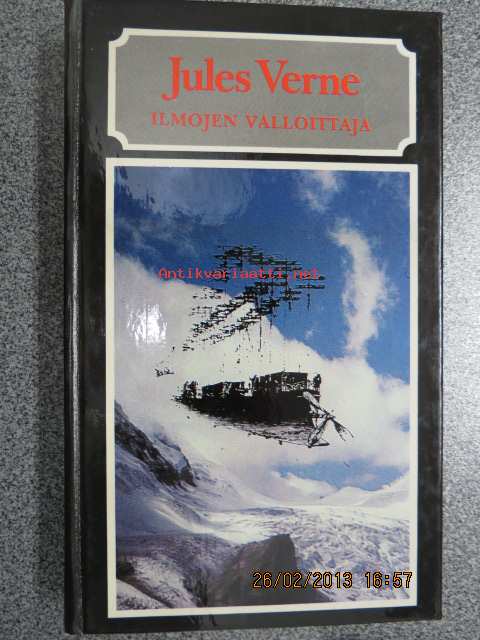 Jules Verne
ILMOJEN VALLOITTAJA
Antikvariaatti.net
26/02/2013 16:57